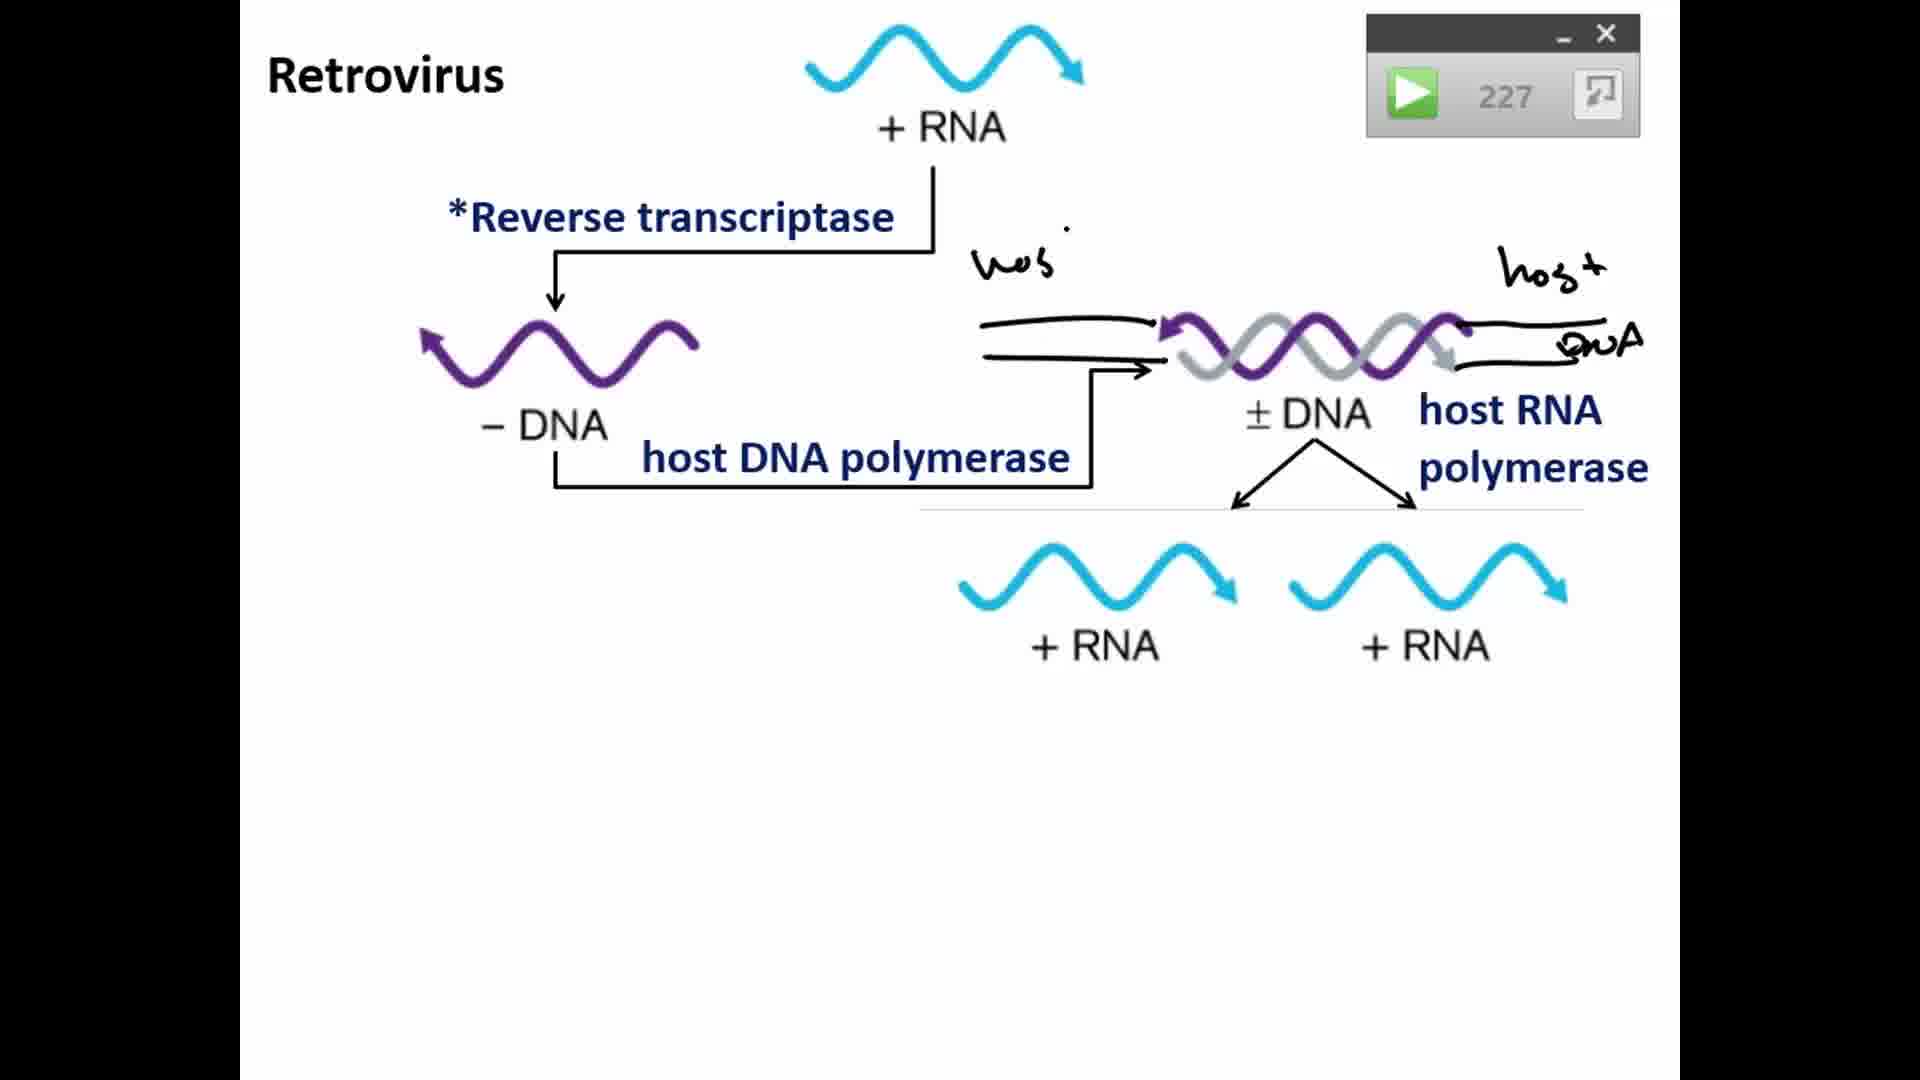 Retrovirus
+ RNA
227
*Reverse transcriptase
hos
host
DNA
– DNA
± DNA
host RNA
polymerase
host DNA polymerase
+ RNA
+ RNA